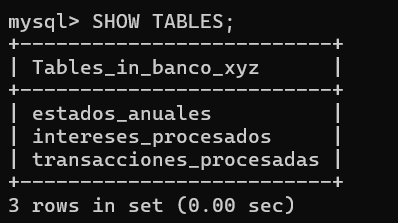 mysql> SHOW TABLES;
+-------------------------+
| Tables_in_banco_xyz     |
+-------------------------+
| estados_anuales         |
| intereses_procesados    |
| transacciones_procesadas |
+-------------------------+
3 rows in set (0.00 sec)